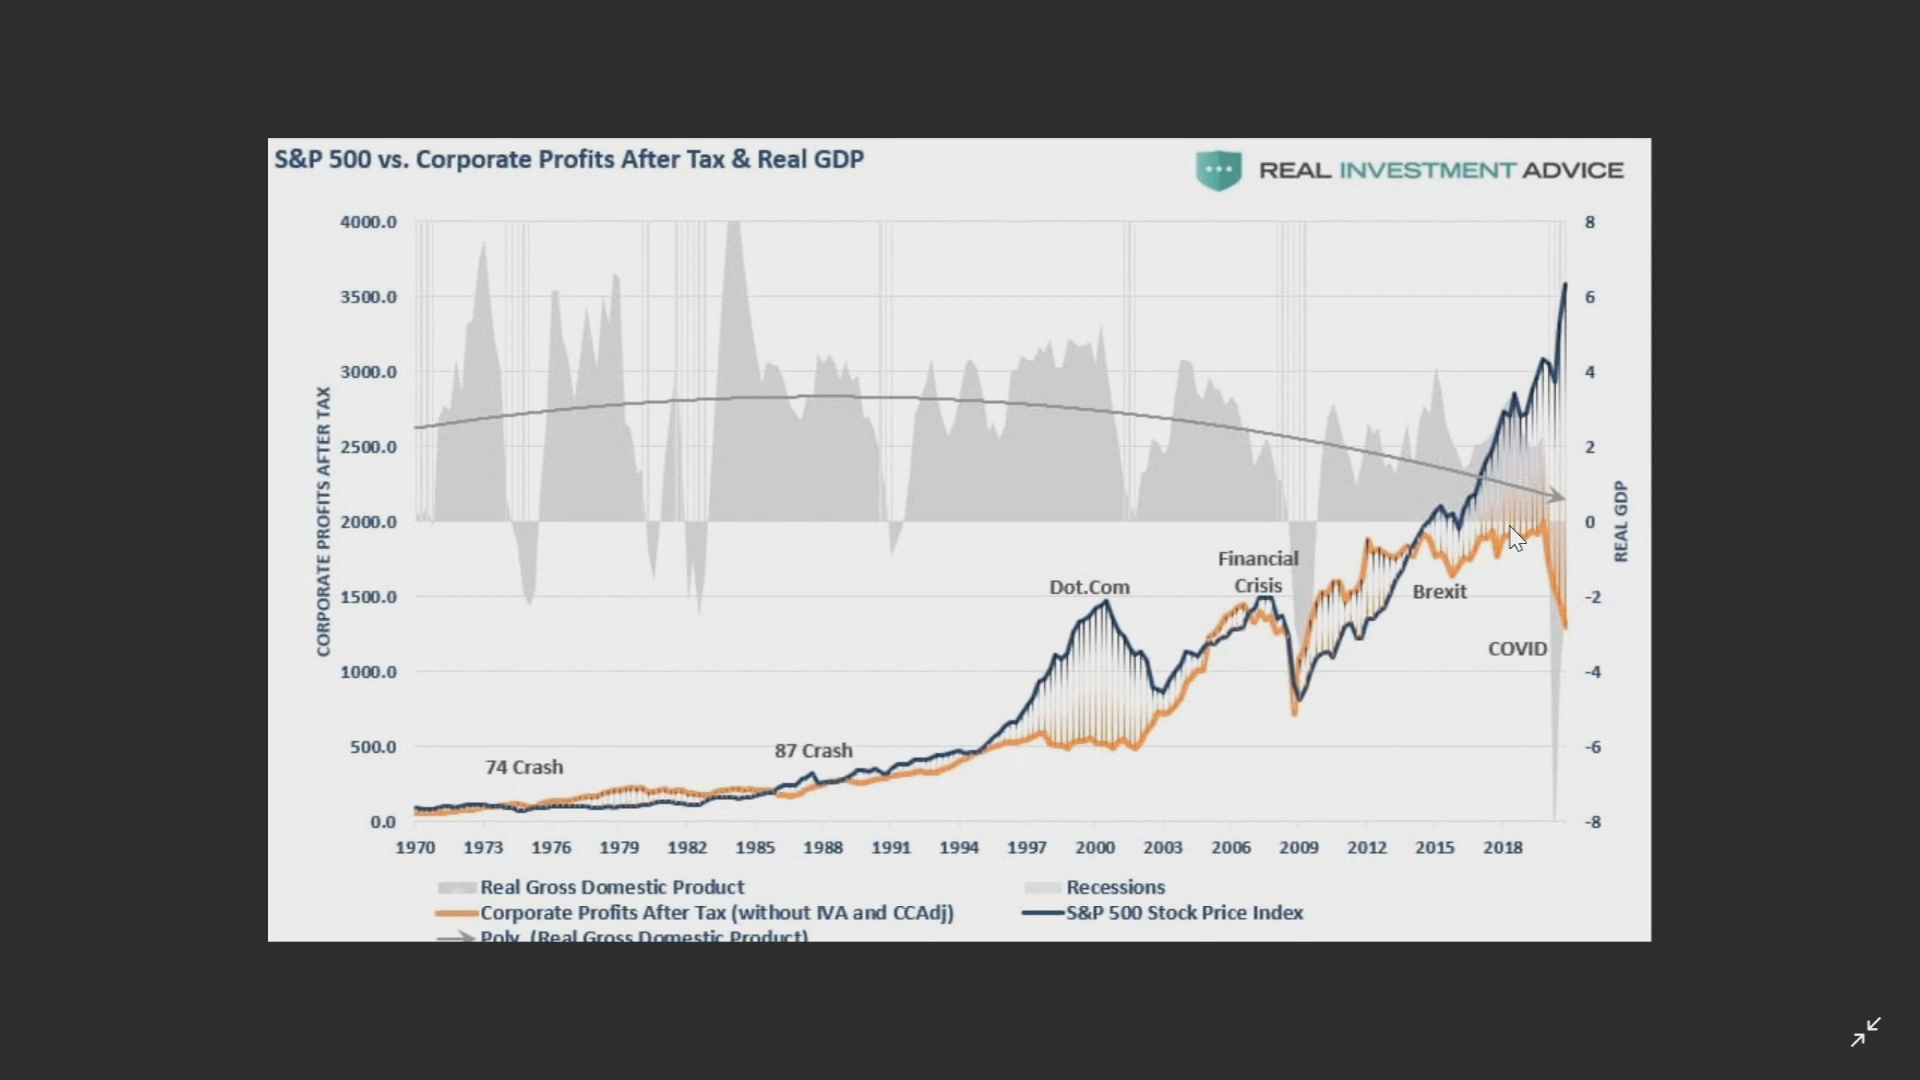 S&P 500 vs. Corporate Profits After Tax & Real GDP
REAL INVESTMENT ADVICE
4000.0
3500.0
3000.0
2500.0
2000.0
1500.0
1000.0
500.0
0.0
CORPORATE PROFITS AFTER TAX
8
6
4
2
0
-2
-4
-6
-8
REAL GDP
74 Crash
87 Crash
Dot.Com
Financial
Crisis
Brexit
COVID
1970 1973 1976 1979 1982 1985 1988 1991 1994 1997 2000 2003 2006 2009 2012 2015 2018
Real Gross Domestic Product
Recessions
Corporate Profits After Tax (without IVA and CCAdj)
S&P 500 Stock Price Index
Poly. (Real Gross Domestic Product)